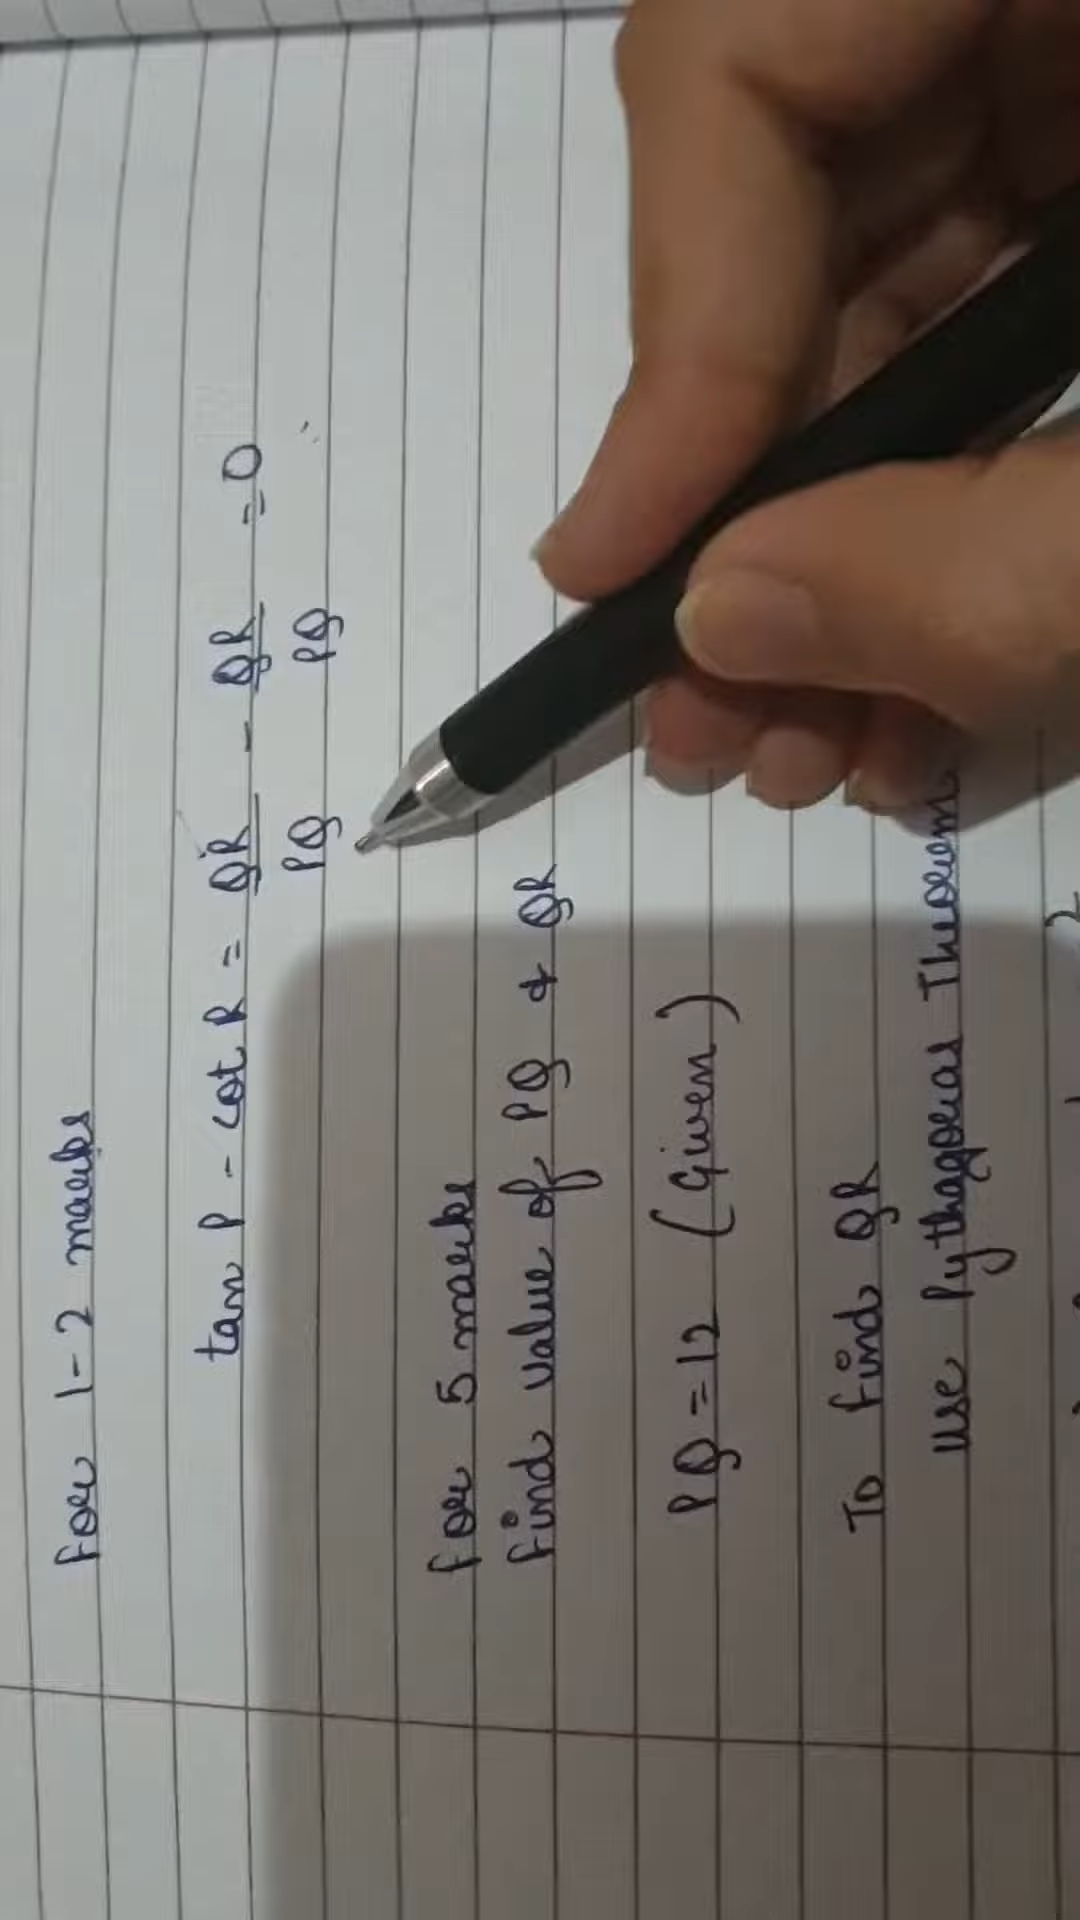 For 1-2 marks
tan P - cot R = QR/PQ - QR/PQ = 0
For 5 marks
Find value of PQ & QR
PQ = 12 (Given)
To find QR
use Pythagoras Theorem
2